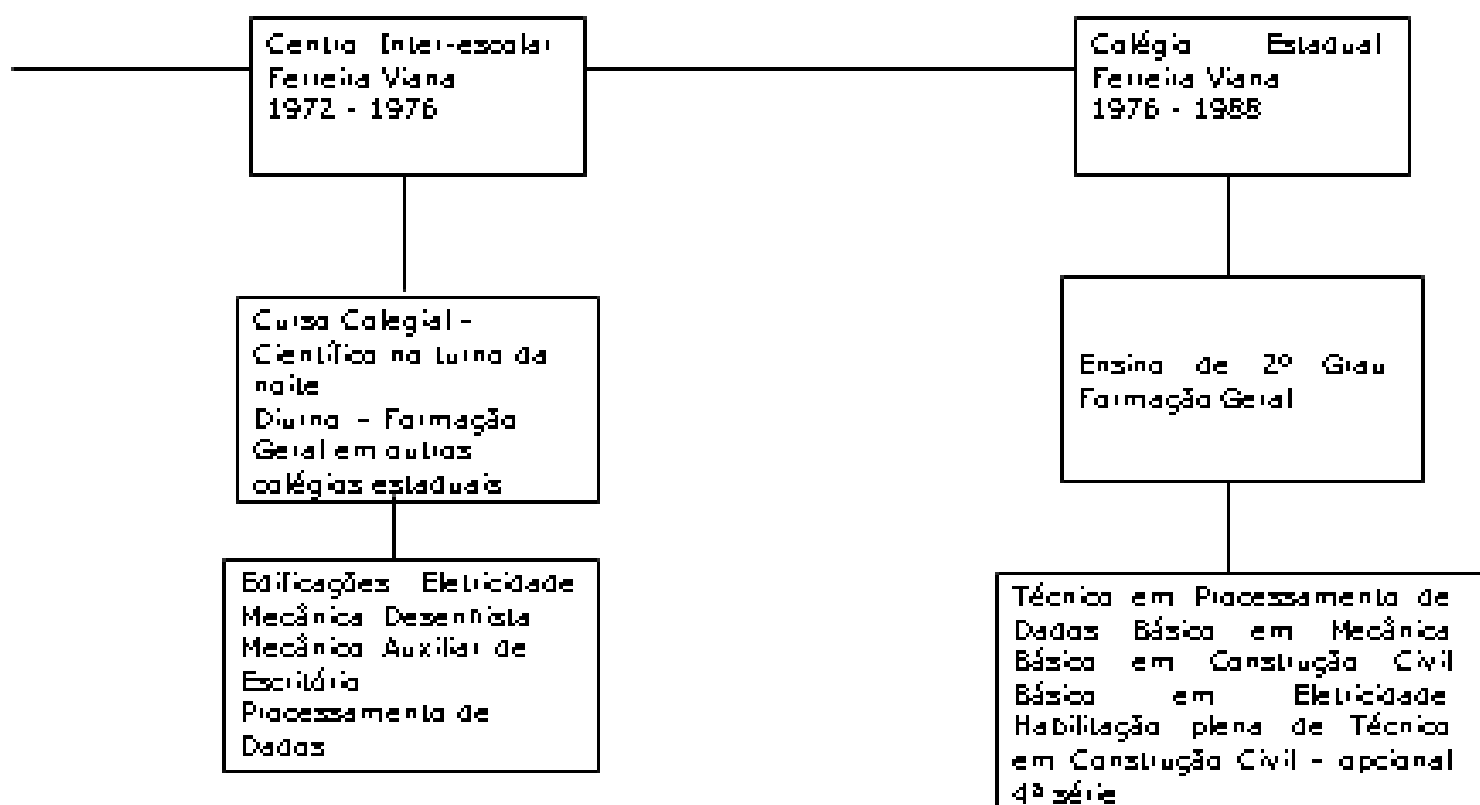 Centro Inter-escolar
Ferreira Viana
1972 - 1976
Colégio Estadual
Ferreira Viana
1976 - 1988
Curso Colegial -
Científico no turno da
noite
Diurno - Formação
Geral em outros
colégios estaduais
Ensino de 2º Grau
Formação Geral
Edificações Eletricidade
Mecânica Desenhista
Mecânico Auxiliar de
Escritório
Processamento de
Dados
Técnico em Processamento de
Dados Básico em Mecânica
Básico em Construção Civil
Básico em Eletricidade
Habilitação plena de Técnico
em Construção Civil - opcional
4ª série